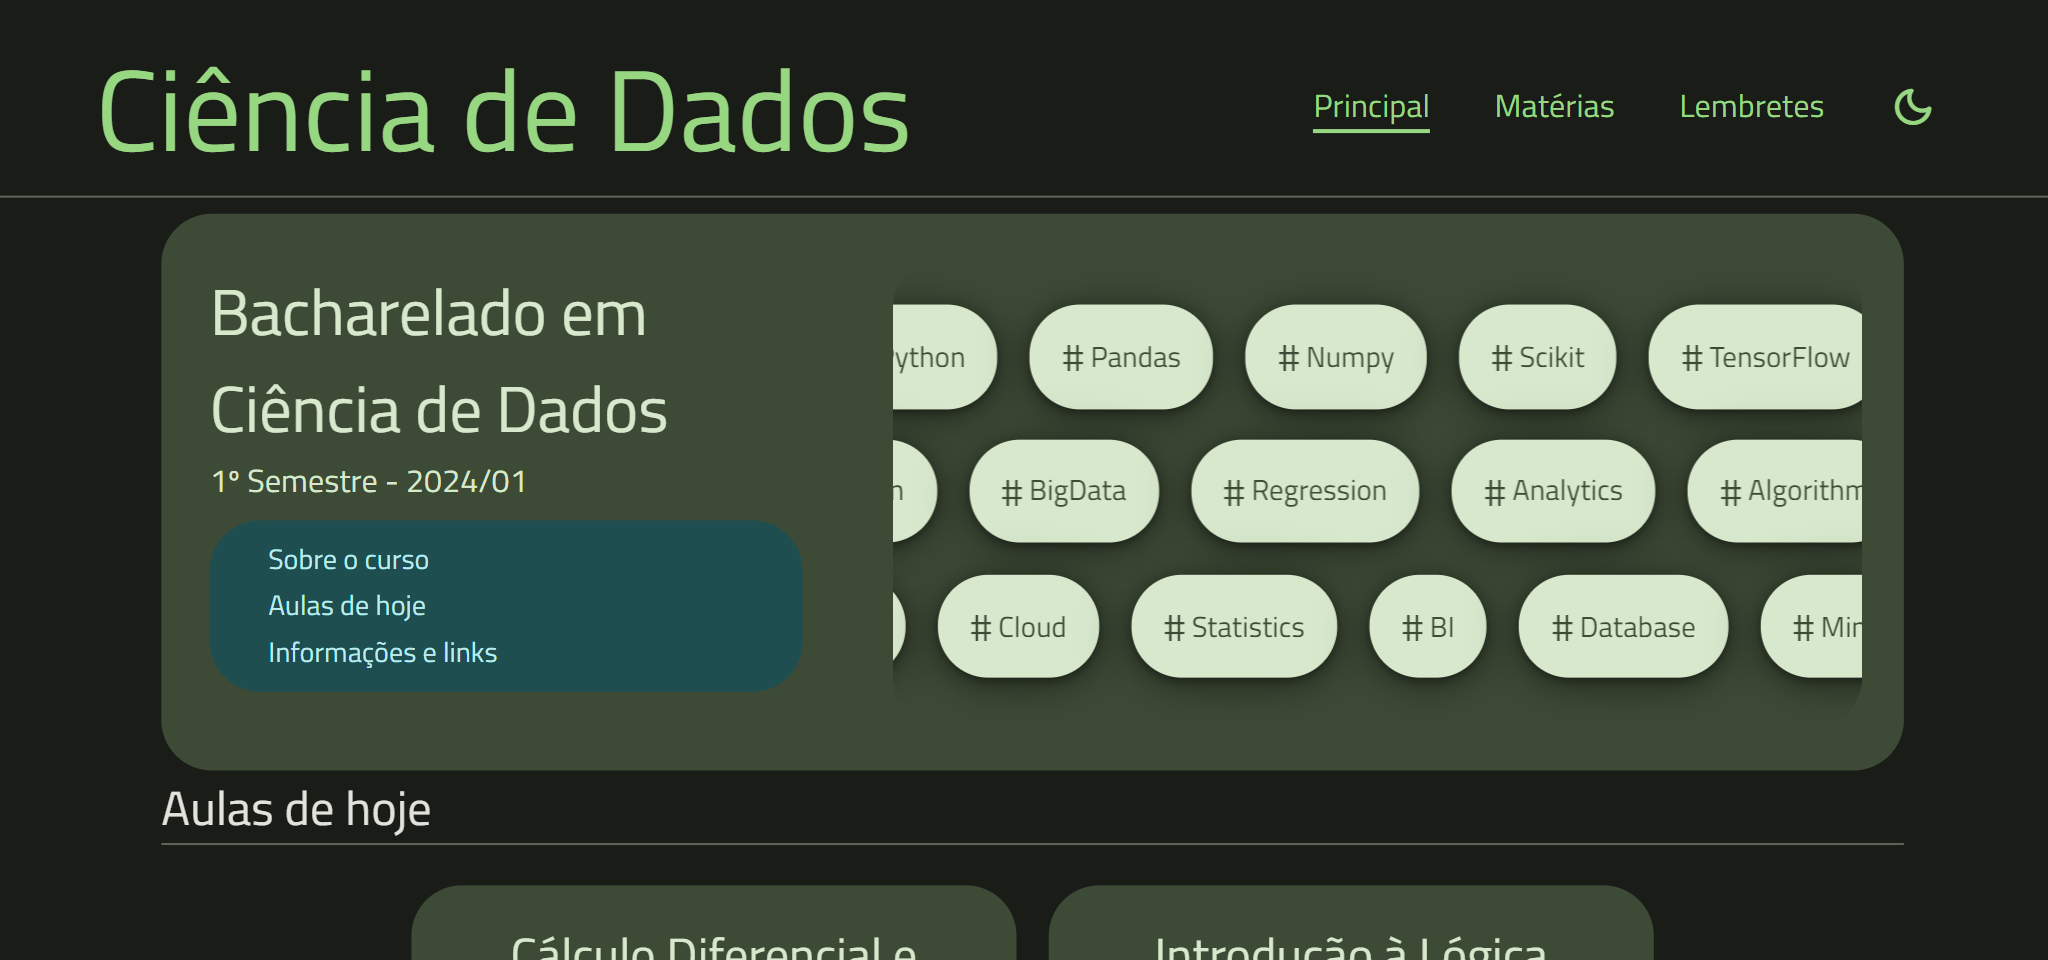 Ciência de Dados
Principal Matérias Lembretes
Bacharelado em
Ciência de Dados
1º Semestre - 2024/01
Sobre o curso
Aulas de hoje
Informações e links
ython # Pandas # Numpy # Scikit # TensorFlow
n # BigData # Regression # Analytics # Algorithm
# Cloud # Statistics # BI # Database #
Aulas de hoje
Cálculo Diferencial e Introdução à Lógica